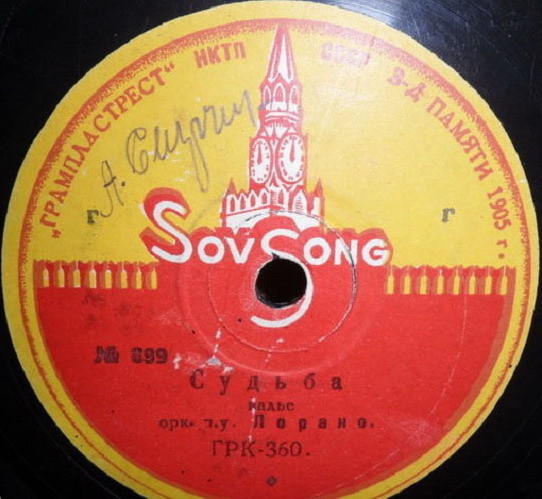 „ГРАМПЛАСТРЕСТ“ НКТП СССР З-Д ПАМЯТИ 1905 г.
г г
SovSong
№ 699
Судьба
вальс
орк. п.у. Лорано.
ГРК-360.